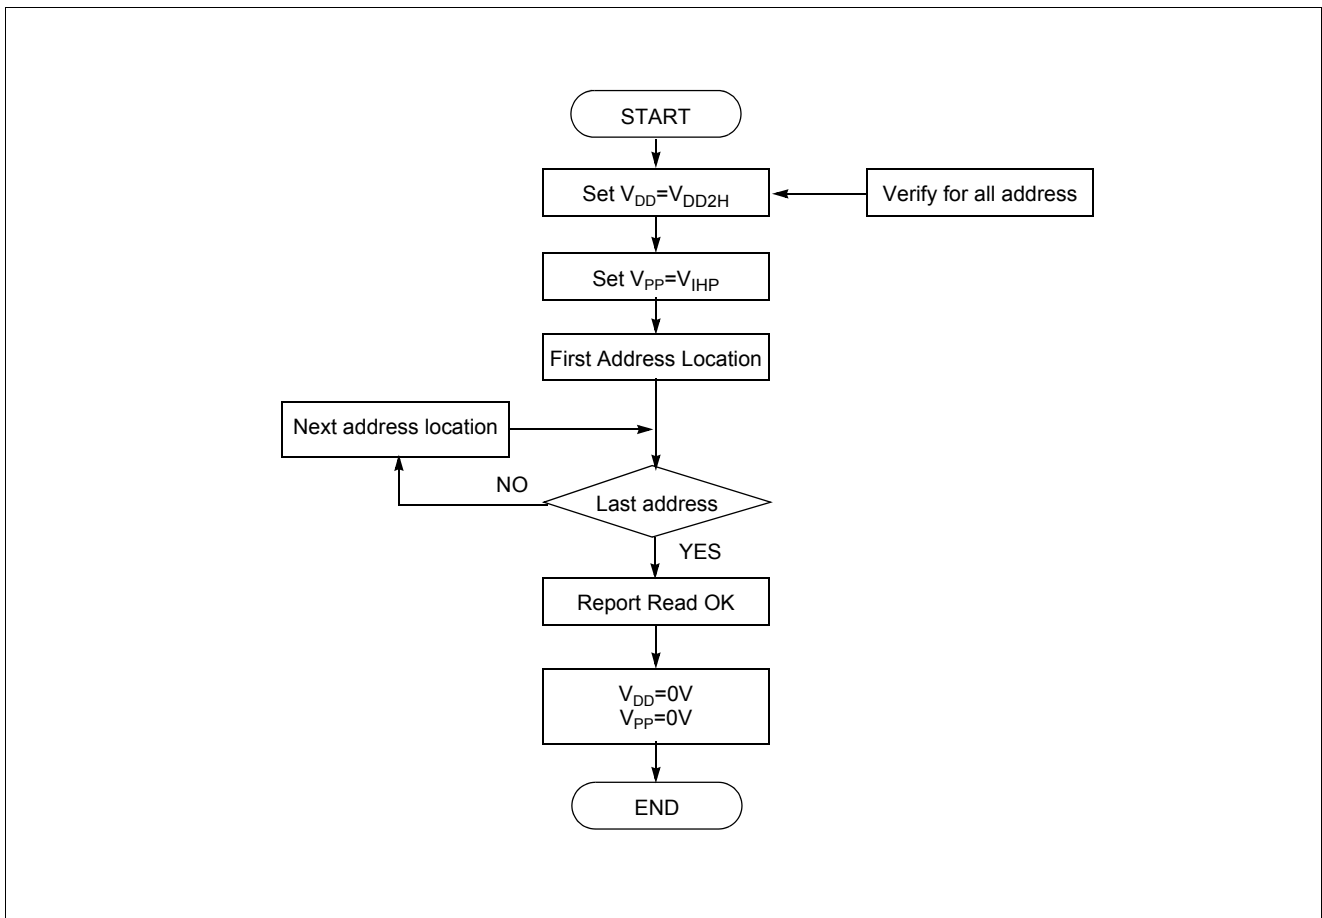 START
Set V_DD=V_DD2H
Verify for all address
Set V_PP=V_IHP
First Address Location
Next address location
NO
Last address
YES
Report Read OK
V_DD=0V
V_PP=0V
END